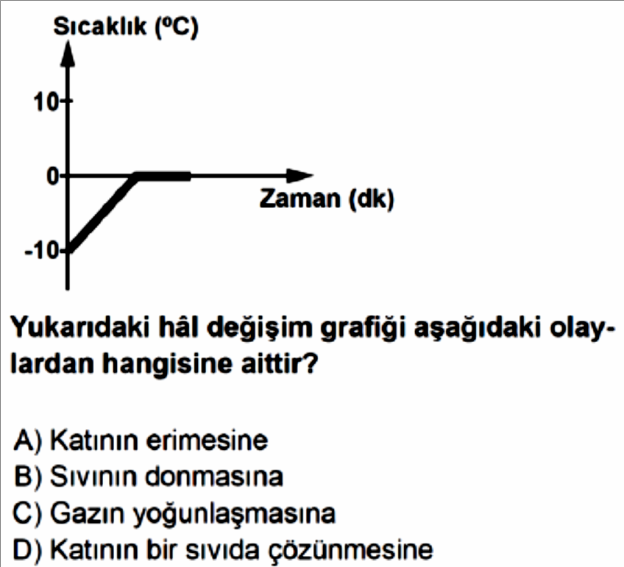 Sıcaklık (ºC)
10
0
Zaman (dk)
-10
Yukarıdaki hâl değişim grafiği aşağıdaki olay-
lardan hangisine aittir?
A) Katının erimesine
B) Sıvının donmasına
C) Gazın yoğunlaşmasına
D) Katının bir sıvıda çözünmesine